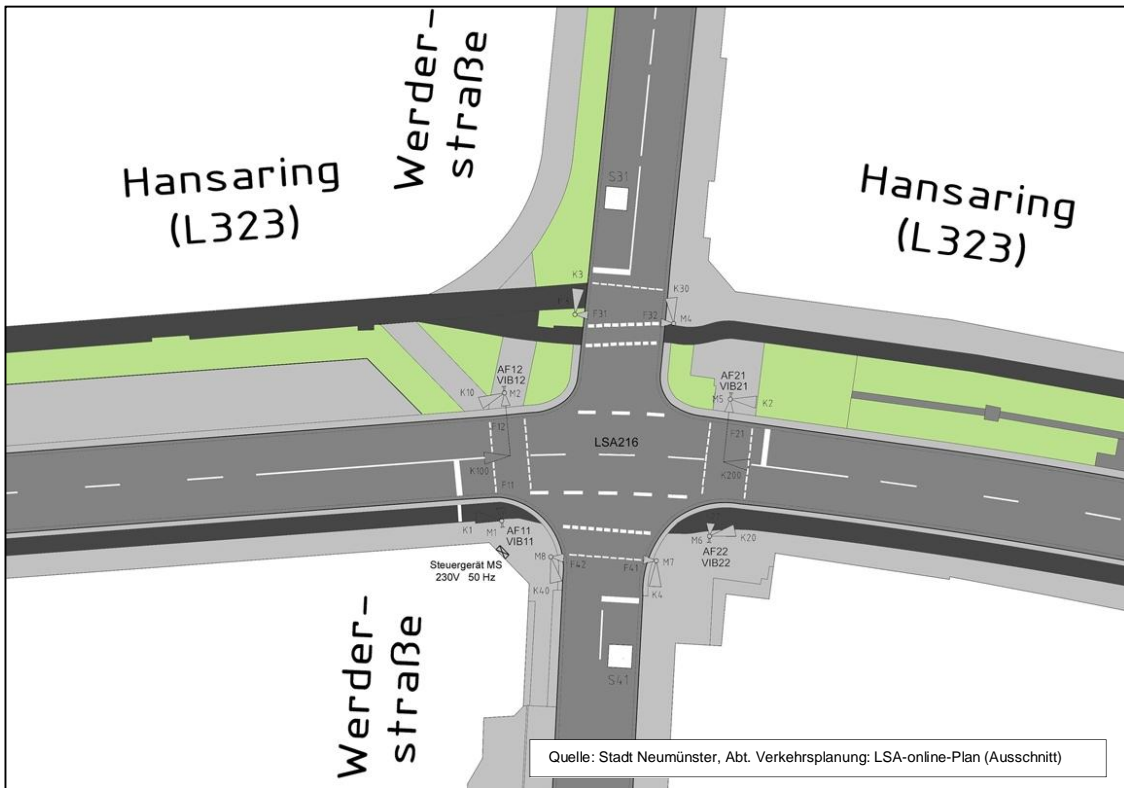 Werder-
straße
Hansaring
(L323)
Hansaring
(L323)
S31
K3
K30
F31
F32
M4
AF12
VIB12
K10
M2
AF21
VIB21
M5
K2
F12
LSA216
F21
K100
K200
F11
K1
M1
AF11
VIB11
M6
K20
AF22
VIB22
Steuergerät MS
230V 50 Hz
M8
F42
F41
M7
K40
K4
S41
Werder-
straße
Quelle: Stadt Neumünster, Abt. Verkehrsplanung: LSA-online-Plan (Ausschnitt)